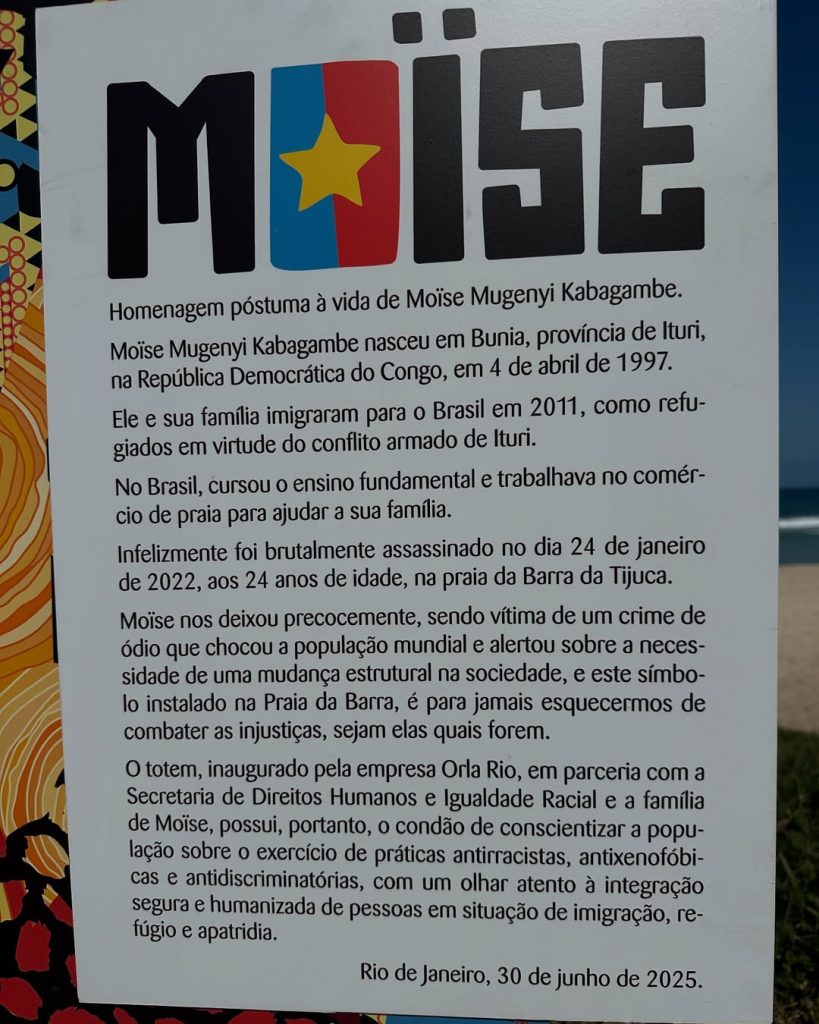 MOÏSE
Homenagem póstuma à vida de Moïse Mugenyi Kabagambe.
Moïse Mugenyi Kabagambe nasceu em Bunia, província de Ituri,
na República Democrática do Congo, em 4 de abril de 1997.
Ele e sua família imigraram para o Brasil em 2011, como refu-
giados em virtude do conflito armado de Ituri.
No Brasil, cursou o ensino fundamental e trabalhava no comér-
cio de praia para ajudar a sua família.
Infelizmente foi brutalmente assassinado no dia 24 de janeiro
de 2022, aos 24 anos de idade, na praia da Barra da Tijuca.
Moïse nos deixou precocemente, sendo vítima de um crime de
ódio que chocou a população mundial e alertou sobre a neces-
sidade de uma mudança estrutural na sociedade, e este símbo-
lo instalado na Praia da Barra, é para jamais esquecermos de
combater as injustiças, sejam elas quais forem.
O totem, inaugurado pela empresa Orla Rio, em parceria com a
Secretaria de Direitos Humanos e Igualdade Racial e a família
de Moïse, possui, portanto, o condão de conscientizar a popu-
lação sobre o exercício de práticas antirracistas, antixenofóbi-
cas e antidiscriminatórias, com um olhar atento à integração
segura e humanizada de pessoas em situação de imigração, re-
fúgio e apatridia.
Rio de Janeiro, 30 de junho de 2025.